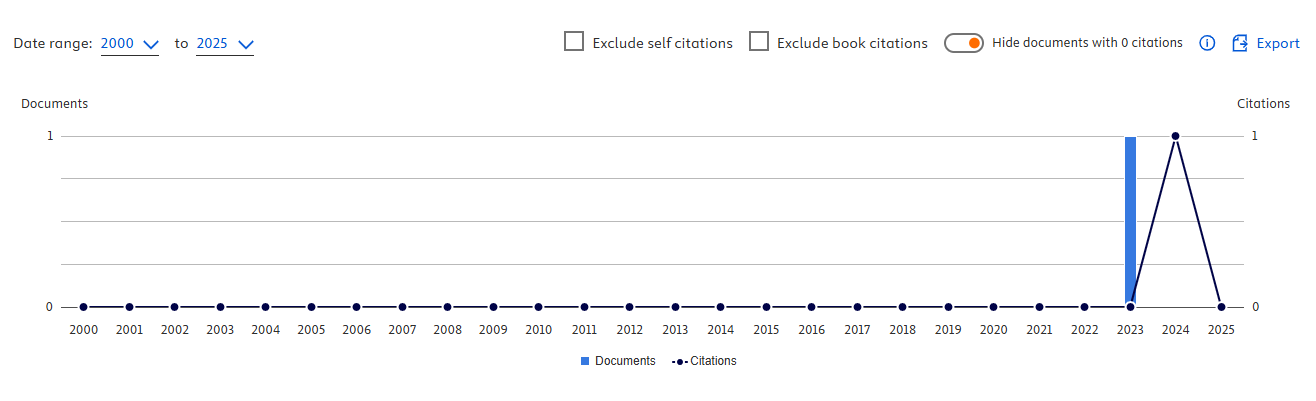 Date range: 2000 to 2025 Exclude self citations Exclude book citations Hide documents with 0 citations Export
Documents Citations
1 1
0 0
2000 2001 2002 2003 2004 2005 2006 2007 2008 2009 2010 2011 2012 2013 2014 2015 2016 2017 2018 2019 2020 2021 2022 2023 2024 2025
Documents Citations